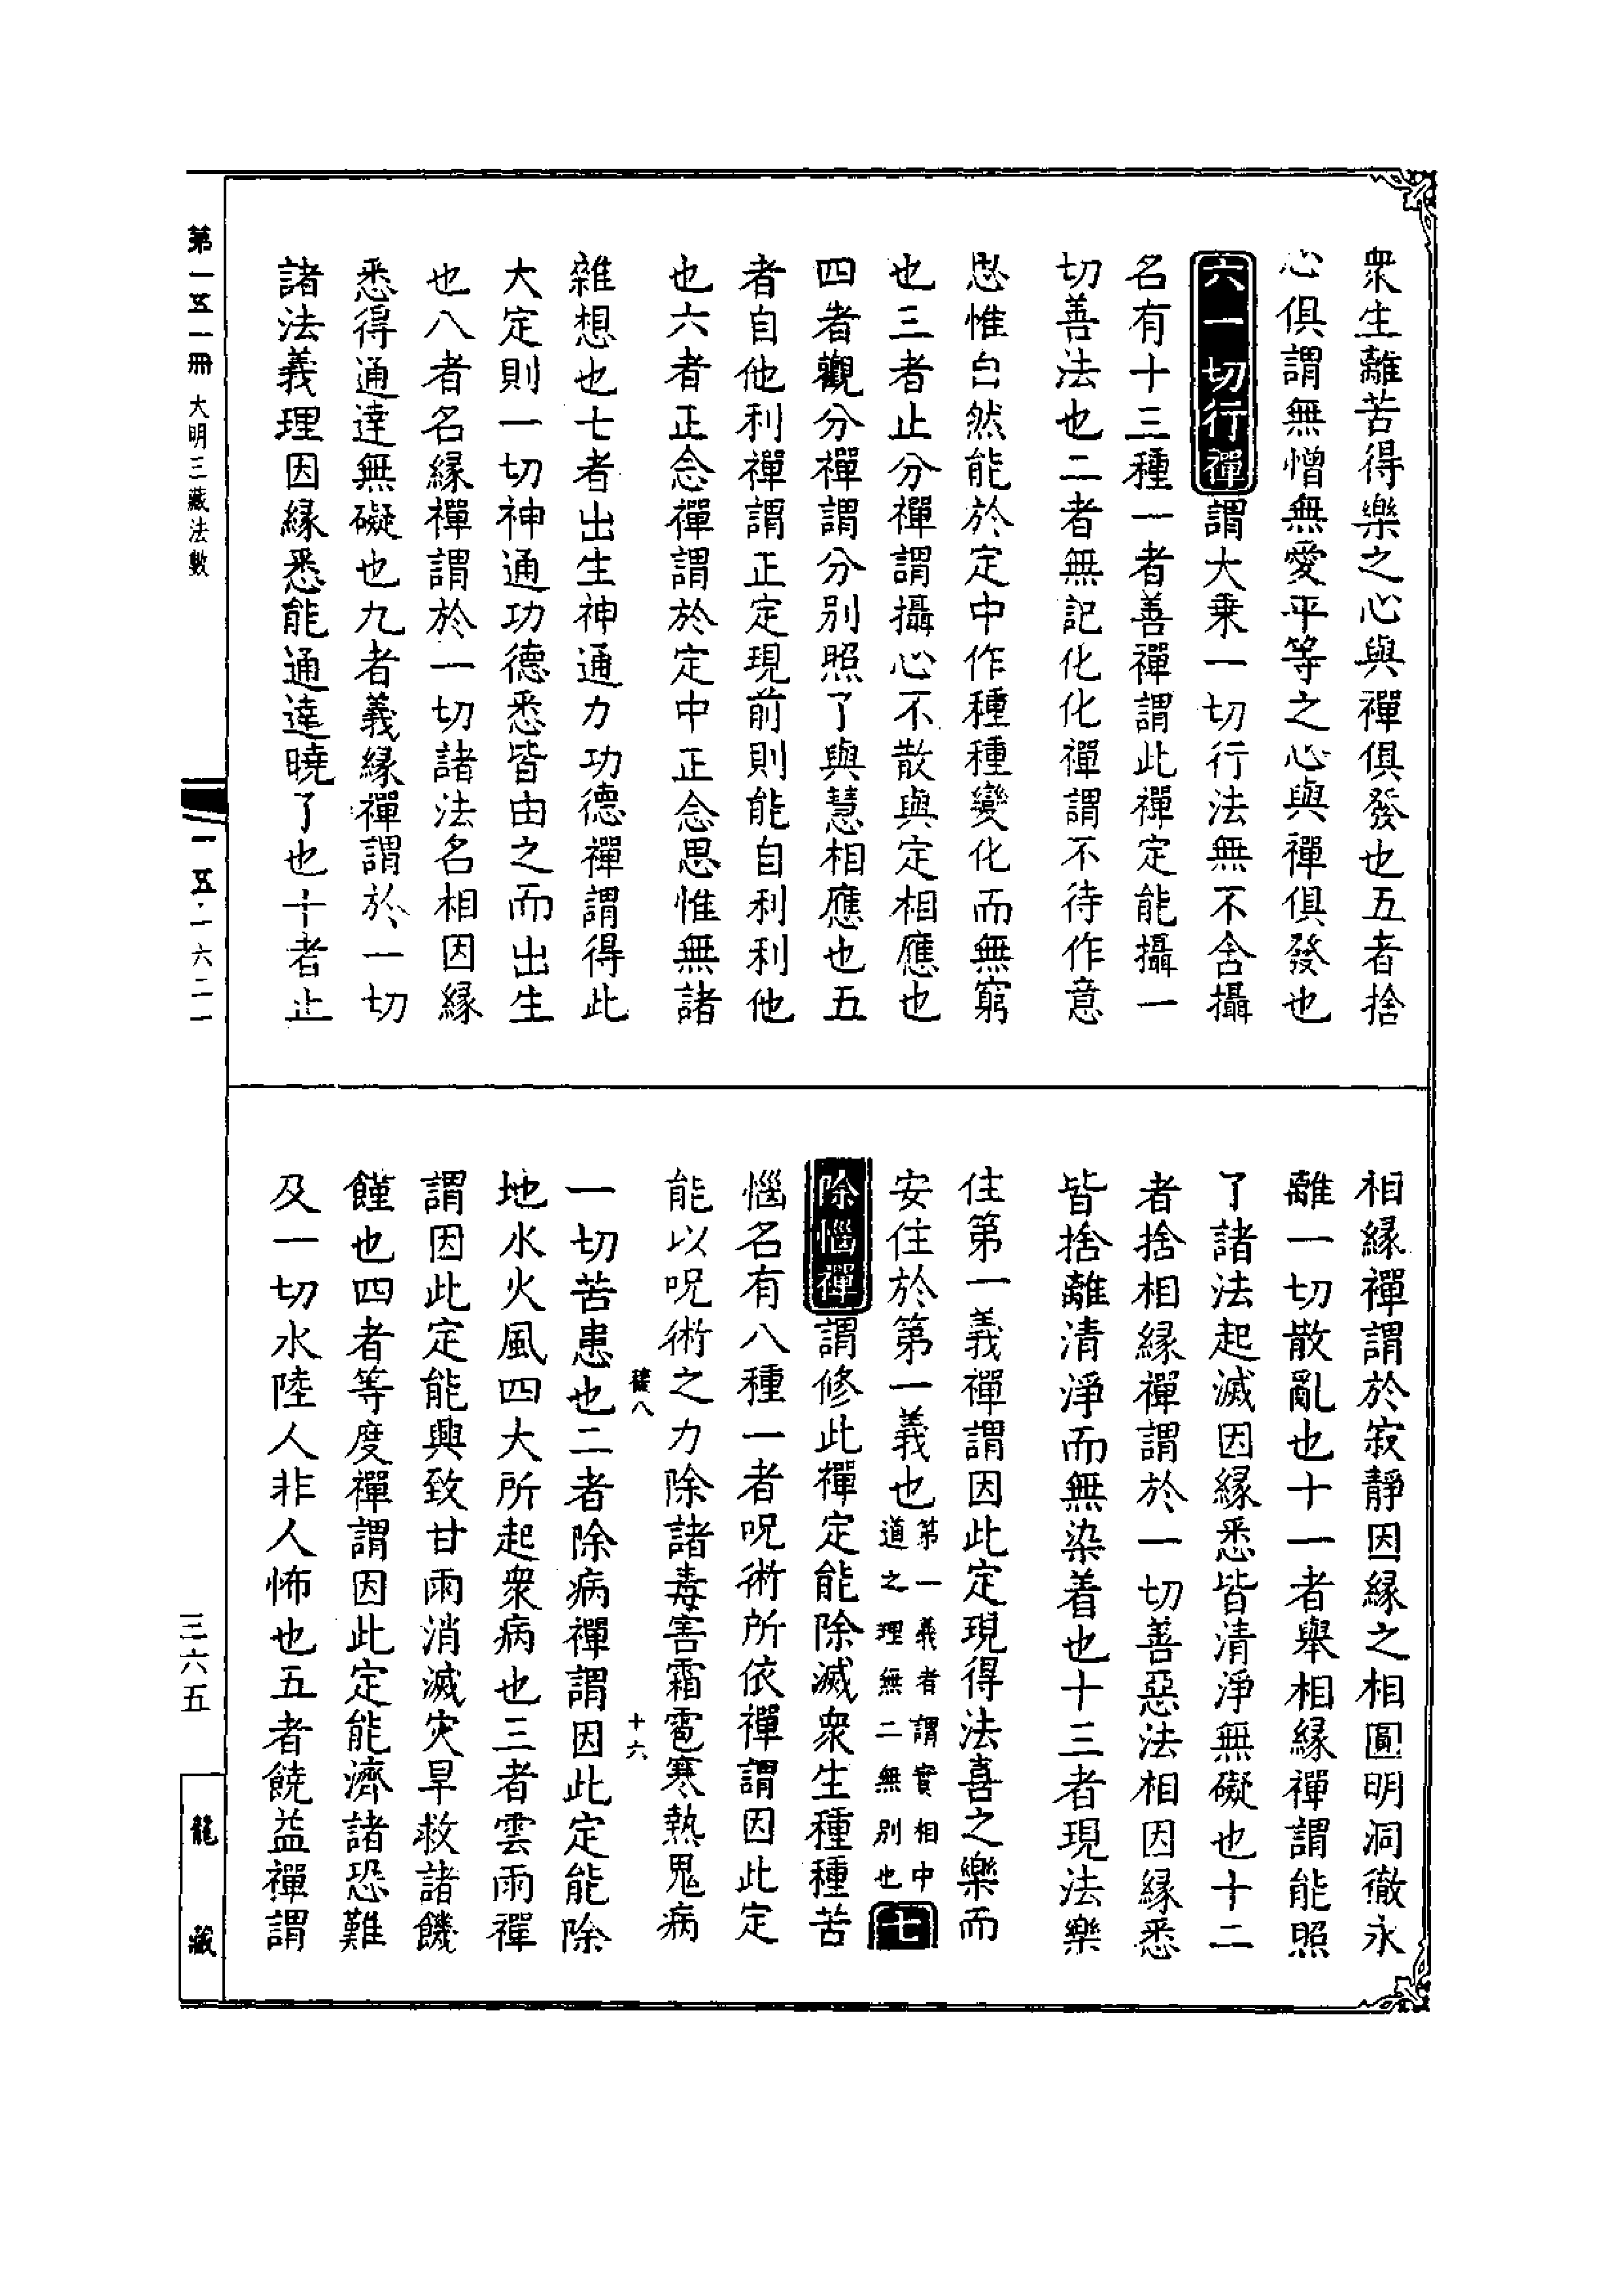 衆生離苦得樂之心與禪俱發也五者捨
心俱謂無憎無愛平等之心與禪俱發也
六一切行禪謂大乗一切行法無不含攝
名有十三種一者善禪謂此禪定能攝一
切善法也二者無記化化禪謂不待作意
思惟自然能於定中作種種變化而無窮
也三者止分禪謂攝心不散與定相應也
四者觀分禪謂分别照了與慧相應也五
者自他利禪謂正定現前則能自利利他
也六者正念禪謂於定中正念思惟無諸
雜想也七者出生神通力功德禪謂得此
大定則一切神通功德悉皆由之而出生
也八者名縁禪謂於一切諸法名相因縁
悉得通達無礙也九者義縁禪謂於一切
諸法義理因縁悉能通達曉了也十者止
相縁禪謂於寂靜因縁之相圓明洞徹永
離一切散亂也十一者舉相縁禪謂能照
了諸法起滅因縁悉皆清淨無礙也十二
者捨相縁禪謂於一切善惡法相因縁悉
皆捨離清淨而無染着也十三者現法樂
住第一義禪謂因此定現得法喜之樂而
安住於第一義也第一義者謂實相中道之理無二無别也七
除惱禪謂修此禪定能除滅衆生種種苦
惱名有八種一者呪術所依禪謂因此定
能以呪術之力除諸毒害霜雹寒熱鬼病
八 十六
一切苦患也二者除病禪謂因此定能除
地水火風四大所起衆病也三者雲雨禪
謂因此定能興致甘雨消滅灾旱救諸饑
饉也四者等度禪謂因此定能濟諸恐難
及一切水陸人非人怖也五者饒益禪謂
第一五一冊 大明三藏法數
一五·一六二一
三六五
龍藏